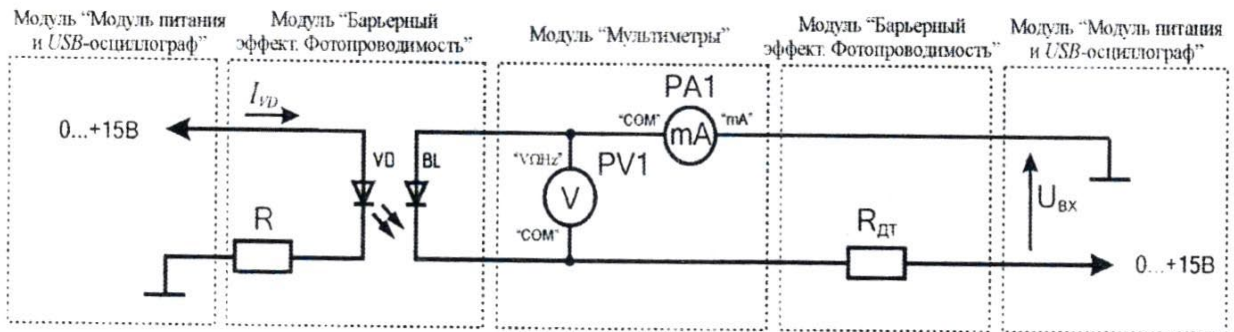 Модуль “Модуль питания
и USB-осциллограф”
Модуль “Барьерный
эффект. Фотопроводимость”
Модуль “Мультиметры”
Модуль “Барьерный
эффект. Фотопроводимость”
Модуль “Модуль питания
и USB-осциллограф”
0...+15В
I_VD
VD
BL
R
“VΩHz”
PV1
V
“COM”
“COM”
PA1
mA
“mA”
R_ДТ
U_ВХ
0...+15В